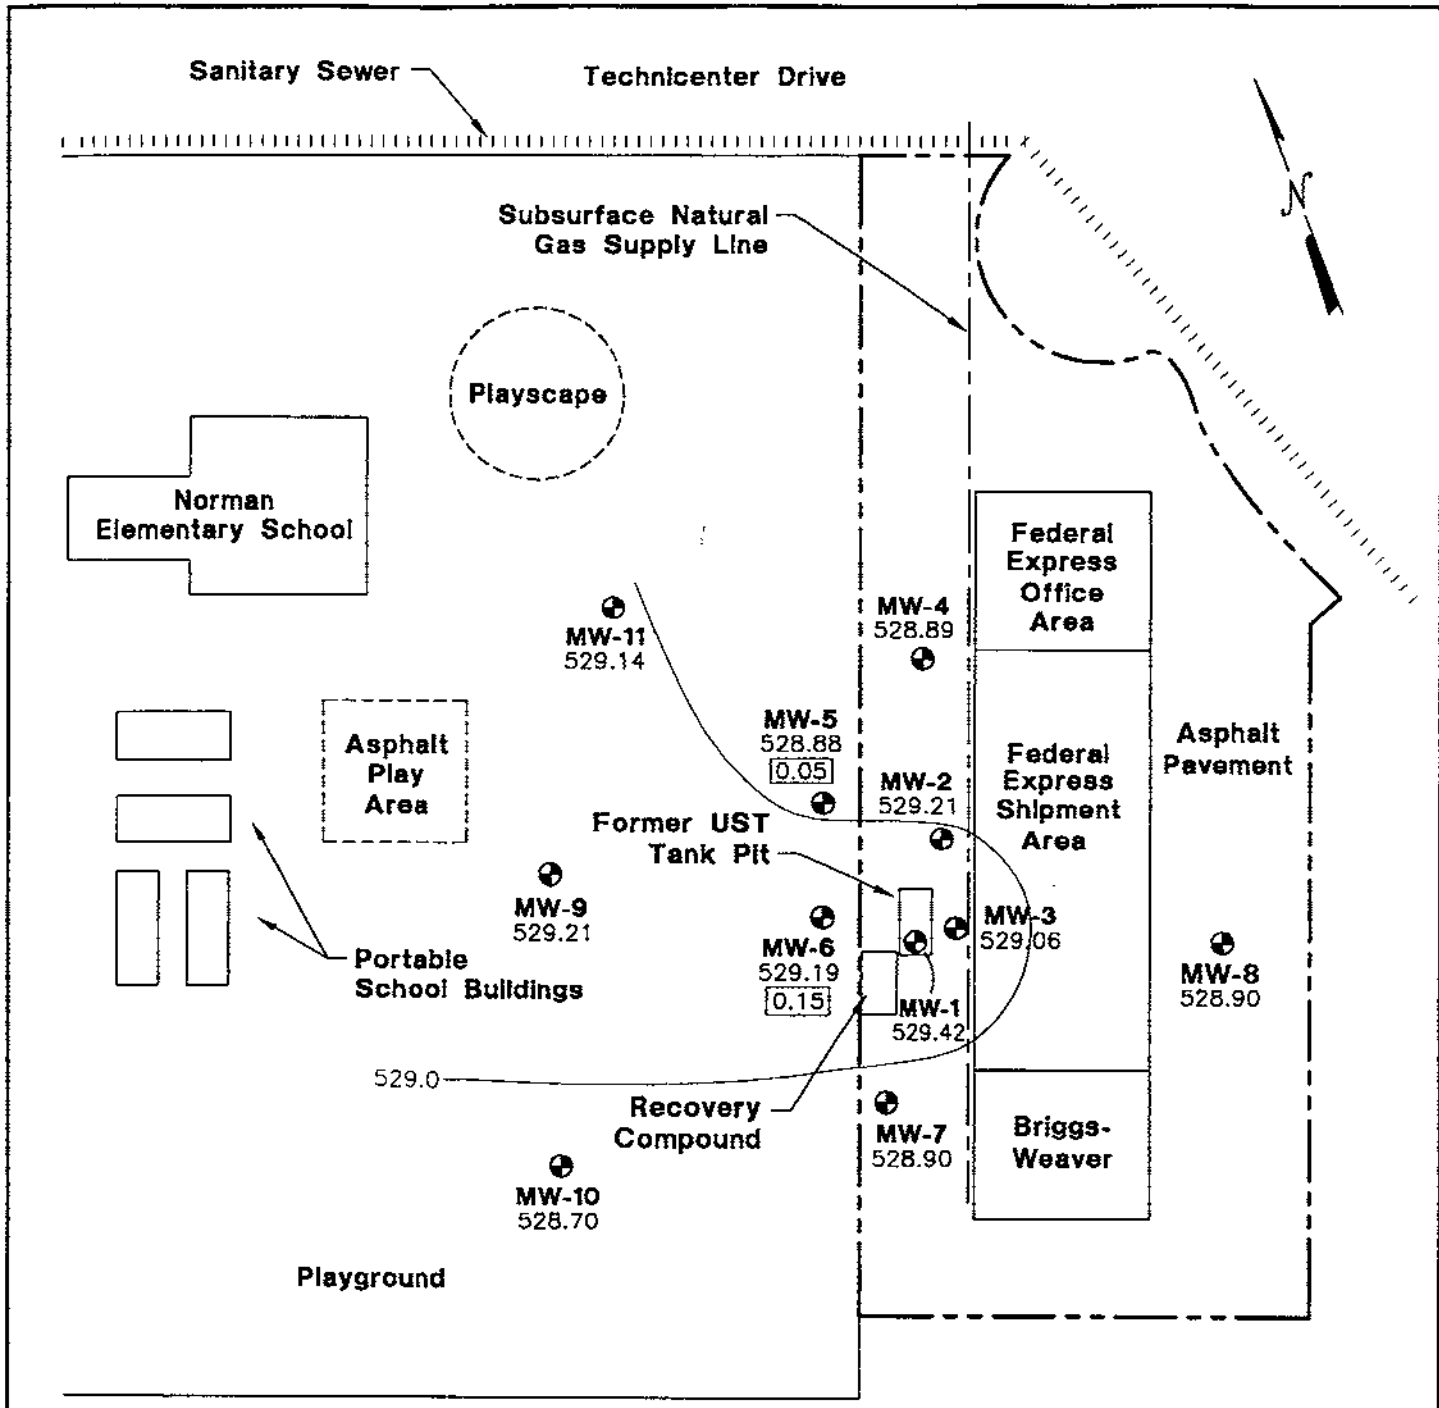 Sanitary Sewer
Technicenter Drive
N
Subsurface Natural
Gas Supply Line
Playscape
Norman
Elementary School
Federal
Express
Office
Area
MW-4
528.89
MW-11
529.14
MW-5
528.88
0.05
Asphalt
Play
Area
MW-2
529.21
Federal
Express
Shipment
Area
Asphalt
Pavement
Former UST
Tank Pit
MW-9
529.21
MW-6
529.19
0.15
MW-3
529.06
MW-8
528.90
Portable
School Buildings
MW-1
529.42
529.0
Recovery
Compound
MW-7
528.90
Briggs-
Weaver
MW-10
528.70
Playground